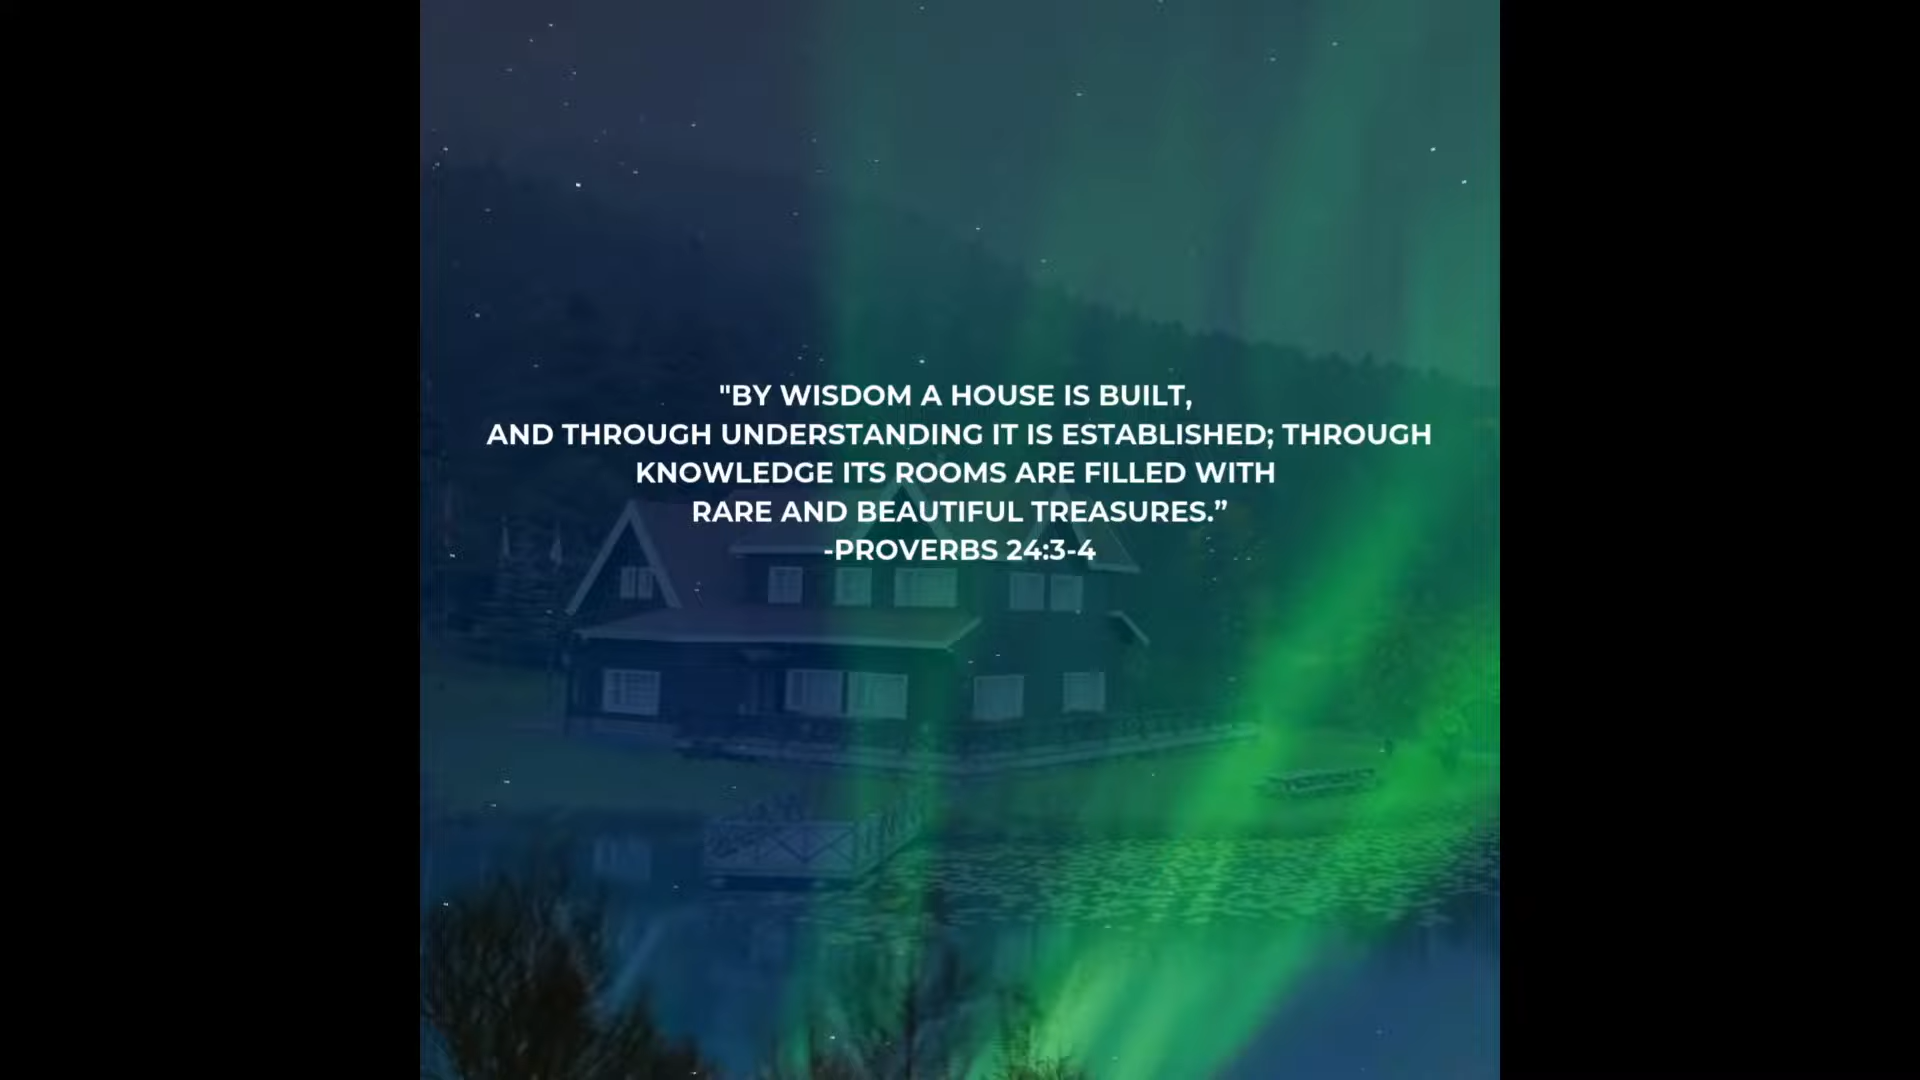 "BY WISDOM A HOUSE IS BUILT,
AND THROUGH UNDERSTANDING IT IS ESTABLISHED; THROUGH
KNOWLEDGE ITS ROOMS ARE FILLED WITH
RARE AND BEAUTIFUL TREASURES.”
-PROVERBS 24:3-4